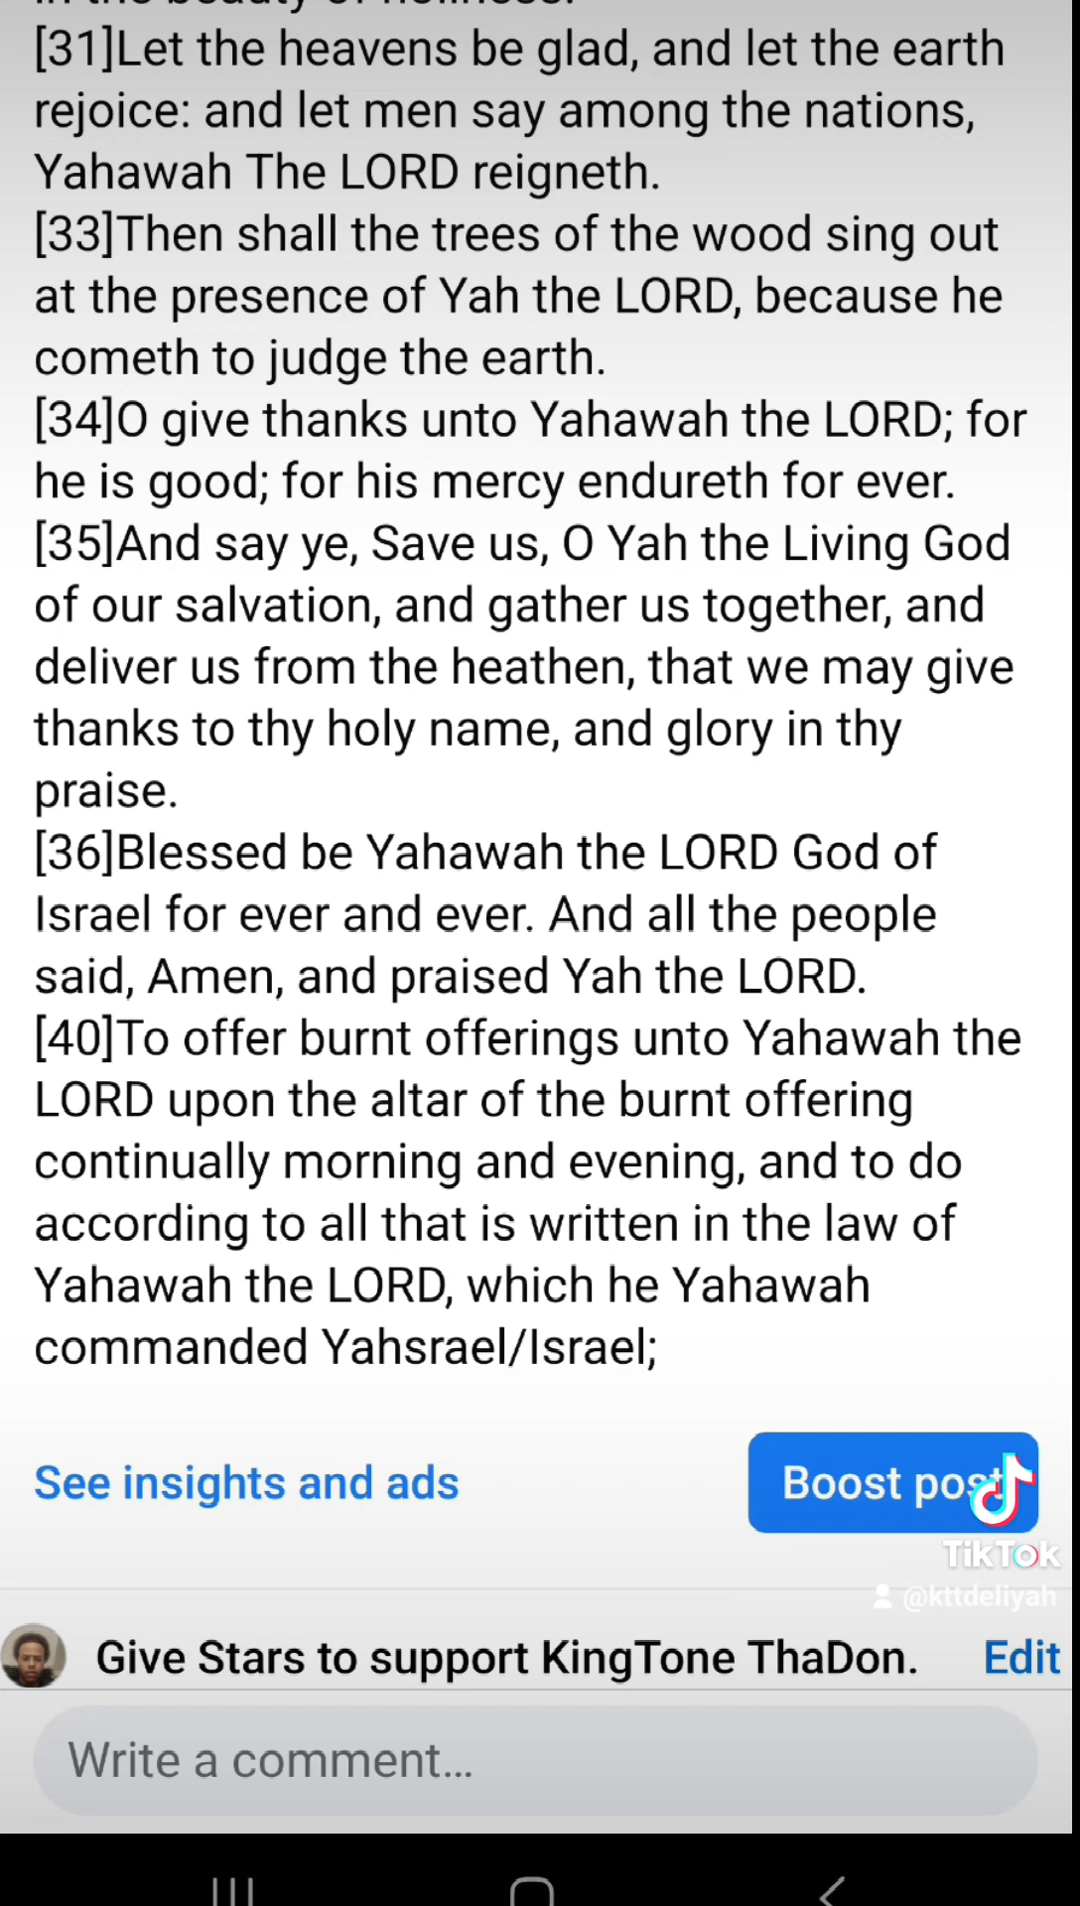 [31]Let the heavens be glad, and let the earth
rejoice: and let men say among the nations,
Yahawah The LORD reigneth.
[33]Then shall the trees of the wood sing out
at the presence of Yah the LORD, because he
cometh to judge the earth.
[34]O give thanks unto Yahawah the LORD; for
he is good; for his mercy endureth for ever.
[35]And say ye, Save us, O Yah the Living God
of our salvation, and gather us together, and
deliver us from the heathen, that we may give
thanks to thy holy name, and glory in thy
praise.
[36]Blessed be Yahawah the LORD God of
Israel for ever and ever. And all the people
said, Amen, and praised Yah the LORD.
[40]To offer burnt offerings unto Yahawah the
LORD upon the altar of the burnt offering
continually morning and evening, and to do
according to all that is written in the law of
Yahawah the LORD, which he Yahawah
commanded Yahsrael/Israel;
See insights and ads
Boost post
TikTok
@kttdeliyah
Give Stars to support KingTone ThaDon.
Edit
Write a comment...